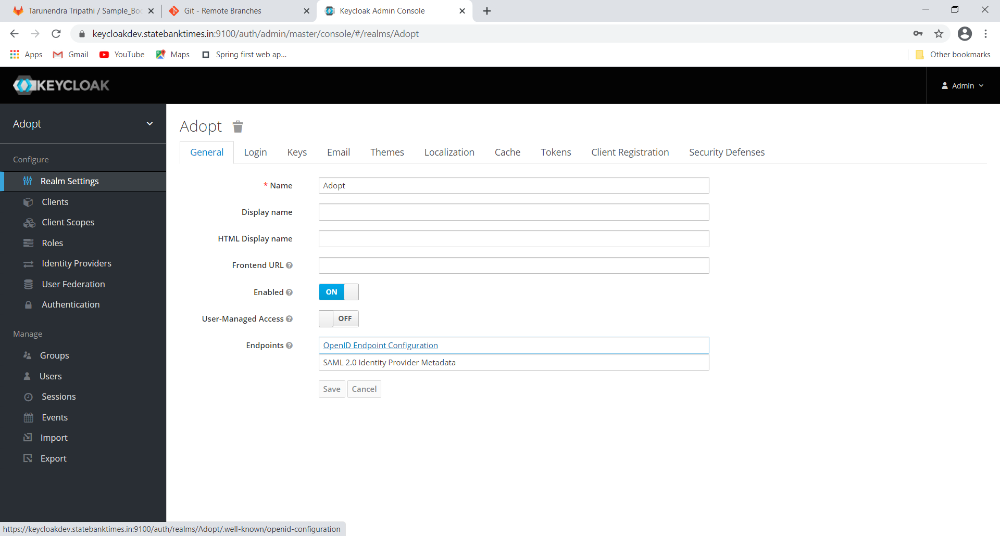 Tarunendra Tripathi / Sample_Boo
Git - Remote Branches
Keycloak Admin Console
keycloakdev.statebanktimes.in:9100/auth/admin/master/console/#/realms/Adopt
Apps
Gmail
YouTube
Maps
Spring first web ap...
Other bookmarks
KEYCLOAK
Admin
Adopt
Configure
Realm Settings
Clients
Client Scopes
Roles
Identity Providers
User Federation
Authentication
Manage
Groups
Users
Sessions
Events
Import
Export
Adopt
General
Login
Keys
Email
Themes
Localization
Cache
Tokens
Client Registration
Security Defenses
* Name
Adopt
Display name
HTML Display name
Frontend URL
Enabled
ON
User-Managed Access
OFF
Endpoints
OpenID Endpoint Configuration
SAML 2.0 Identity Provider Metadata
Save
Cancel
https://keycloakdev.statebanktimes.in:9100/auth/realms/Adopt/.well-known/openid-configuration